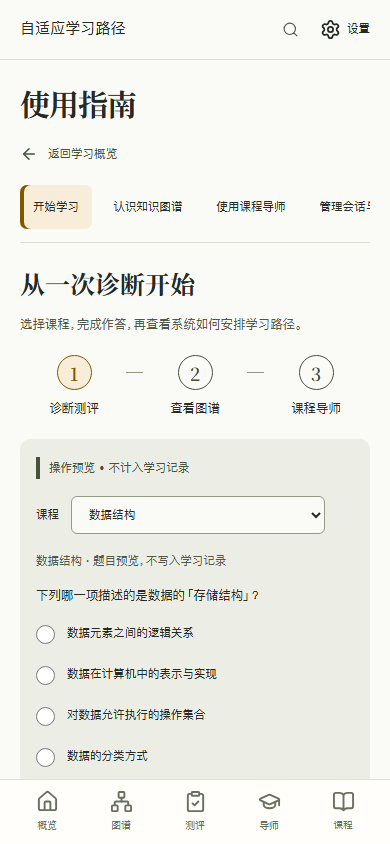 自适应学习路径
设置
使用指南
返回学习概览
开始学习 认识知识图谱 使用课程导师 管理会话
从一次诊断开始
选择课程, 完成作答, 再查看系统如何安排学习路径。
1 — 2 — 3
诊断测评 查看图谱 课程导师
操作预览 • 不计入学习记录
课程 数据结构
数据结构 · 题目预览, 不写入学习记录
下列哪一项描述的是数据的「存储结构」?
数据元素之间的逻辑关系
数据在计算机中的表示与实现
对数据允许执行的操作集合
数据的分类方式
概览 图谱 测评 导师 课程